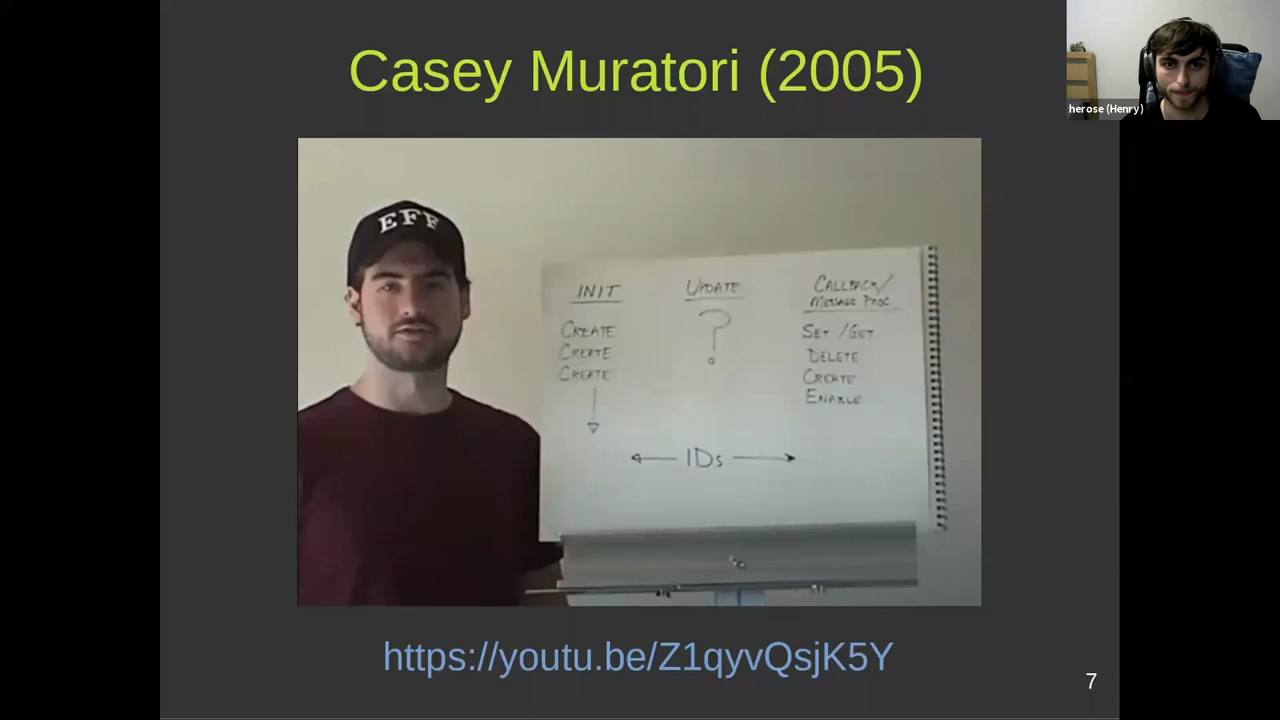 Casey Muratori (2005)
herose (Henry)
EFF
INIT
UPDATE
CALLBACK/
MESSAGE PROC
CREATE
CREATE
CREATE
?
SET/GET
DELETE
CREATE
ENABLE
IDs
https://youtu.be/Z1qyvQsjK5Y
7